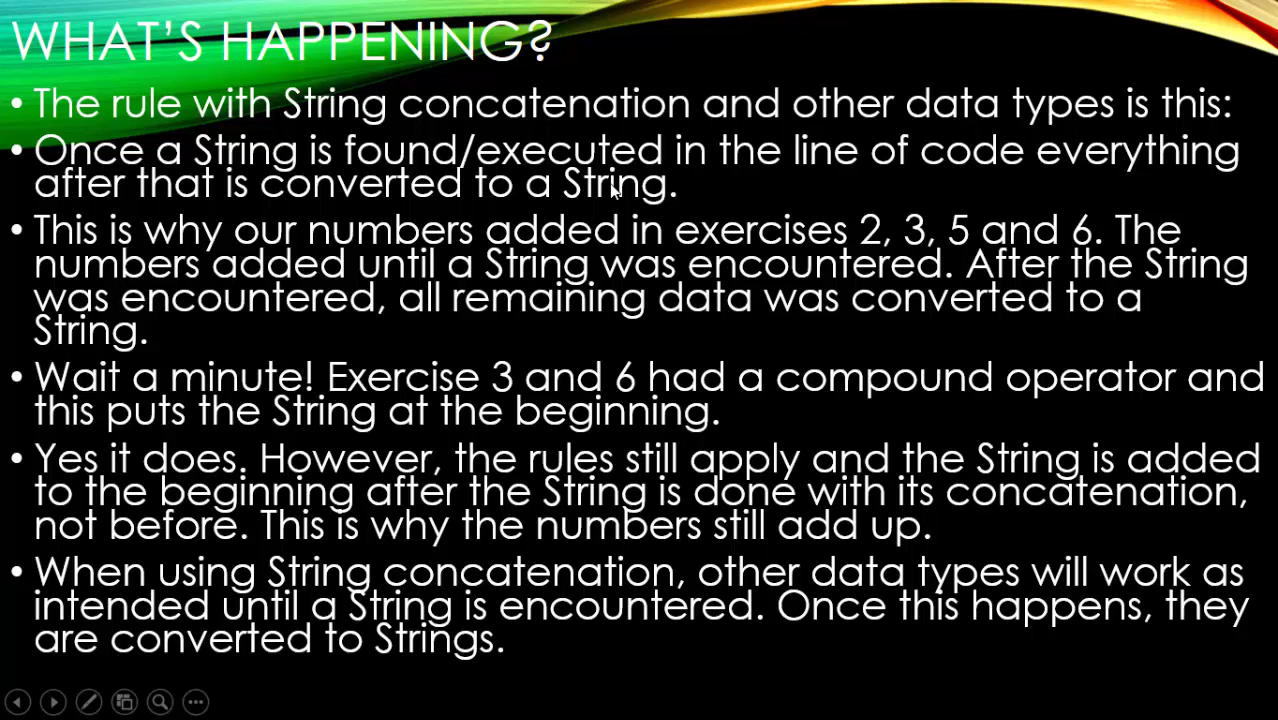 WHAT'S HAPPENING?
• The rule with String concatenation and other data types is this:
• Once a String is found/executed in the line of code everything
after that is converted to a String.
• This is why our numbers added in exercises 2, 3, 5 and 6. The
numbers added until a String was encountered. After the String
was encountered, all remaining data was converted to a
String.
• Wait a minute! Exercise 3 and 6 had a compound operator and
this puts the String at the beginning.
• Yes it does. However, the rules still apply and the String is added
to the beginning after the String is done with its concatenation,
not before. This is why the numbers still add up.
• When using String concatenation, other data types will work as
intended until a String is encountered. Once this happens, they
are converted to Strings.